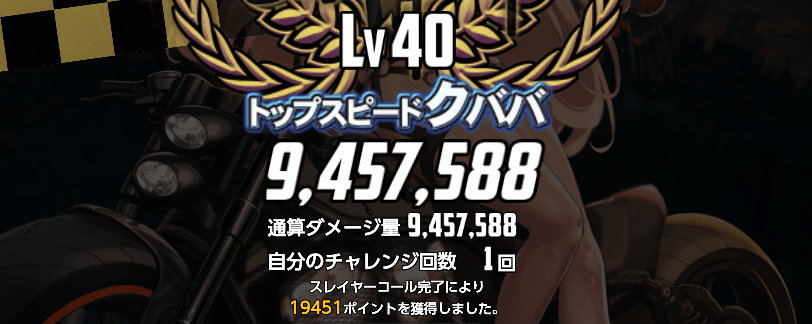 Lv 40
トップスピードクババ
9,457,588
通算ダメージ量 9,457,588
自分のチャレンジ回数 1回
スレイヤーコール完了により
19451ポイントを獲得しました。